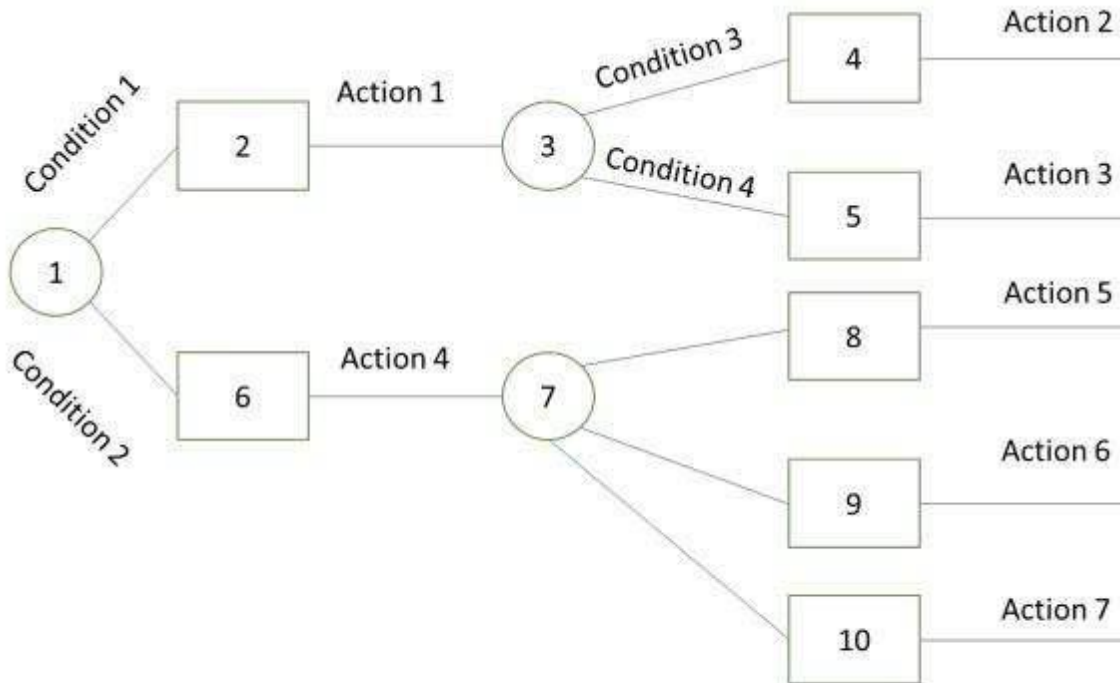 Action 2
Condition 3
4
Condition 1
Action 1
2
3
Condition 4
Action 3
5
1
Action 5
8
Condition 2
Action 4
6
7
Action 6
9
Action 7
10